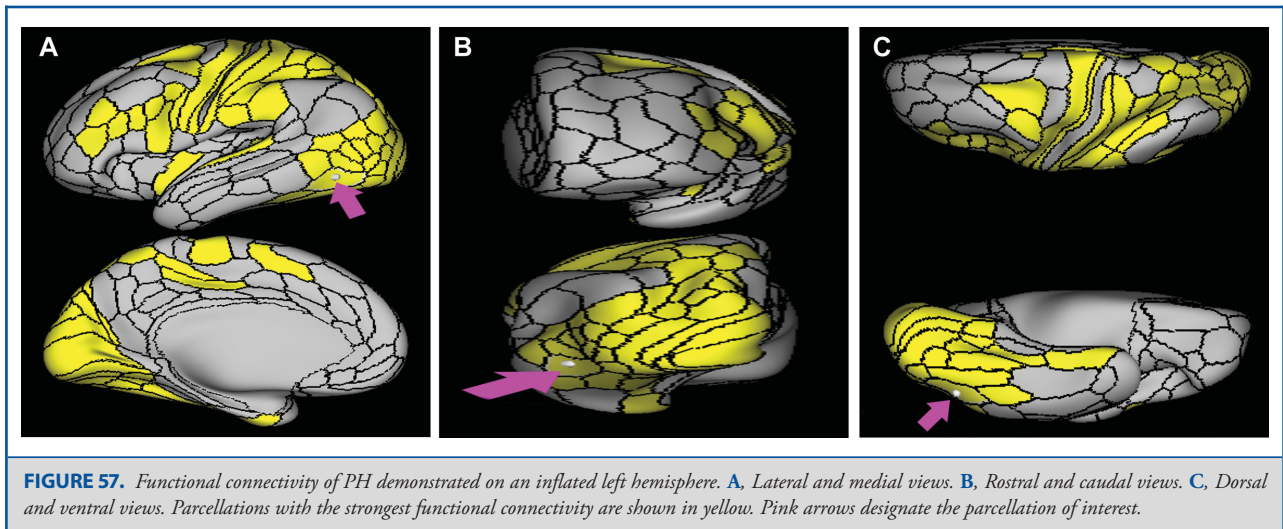 A
B
C
FIGURE 57. Functional connectivity of PH demonstrated on an inflated left hemisphere. A, Lateral and medial views. B, Rostral and caudal views. C, Dorsal
and ventral views. Parcellations with the strongest functional connectivity are shown in yellow. Pink arrows designate the parcellation of interest.